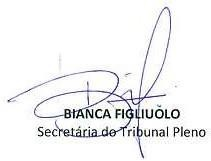 BIANCA FIGLIUOLO
Secretária do Tribunal Pleno